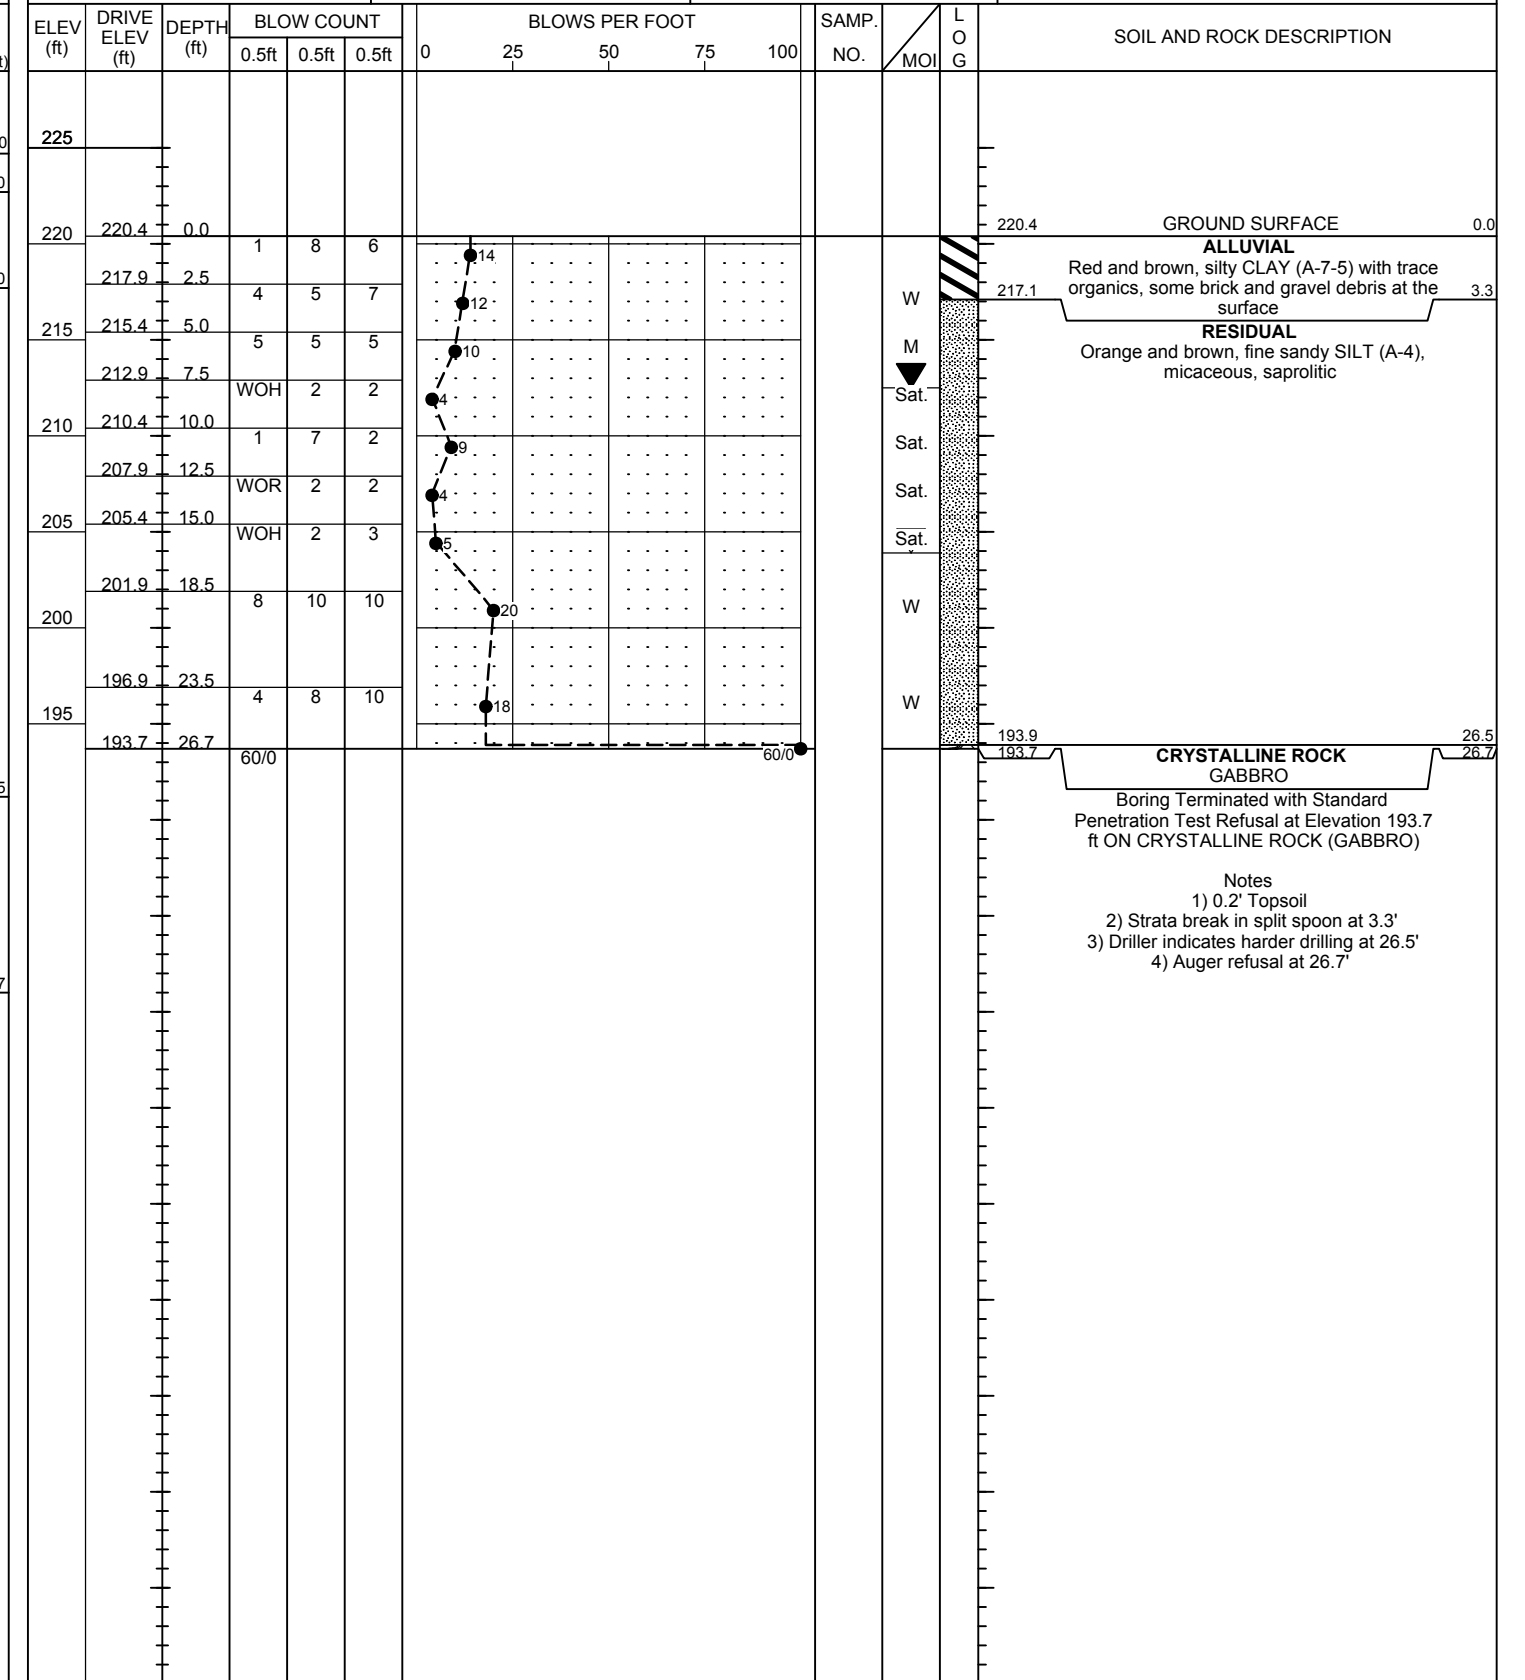 ELEV (ft) DRIVE ELEV (ft) DEPTH (ft) BLOW COUNT BLOWS PER FOOT SAMP. NO. MOI LOG SOIL AND ROCK DESCRIPTION
0.5ft 0.5ft 0.5ft 0 25 50 75 100
225
220.4 GROUND SURFACE 0.0
220 220.4 0.0
1 8 6 14
ALLUVIAL
Red and brown, silty CLAY (A-7-5) with trace
organics, some brick and gravel debris at the
surface
217.9 2.5
4 5 7 12 W
217.1 3.3
215 215.4 5.0
5 5 5 10 M
RESIDUAL
Orange and brown, fine sandy SILT (A-4),
micaceous, saprolitic
212.9 7.5
WOH 2 2 4 Sat.
210 210.4 10.0
1 7 2 9 Sat.
207.9 12.5
WOR 2 2 4 Sat.
205 205.4 15.0
WOH 2 3 5 Sat.
201.9 18.5
8 10 10 20 W
200
196.9 23.5
4 8 10 18 W
195
193.9 26.5
193.7 26.7
60/0 60/0
193.7 26.7
CRYSTALLINE ROCK
GABBRO
Boring Terminated with Standard
Penetration Test Refusal at Elevation 193.7
ft ON CRYSTALLINE ROCK (GABBRO)
Notes
1) 0.2' Topsoil
2) Strata break in split spoon at 3.3'
3) Driller indicates harder drilling at 26.5'
4) Auger refusal at 26.7'